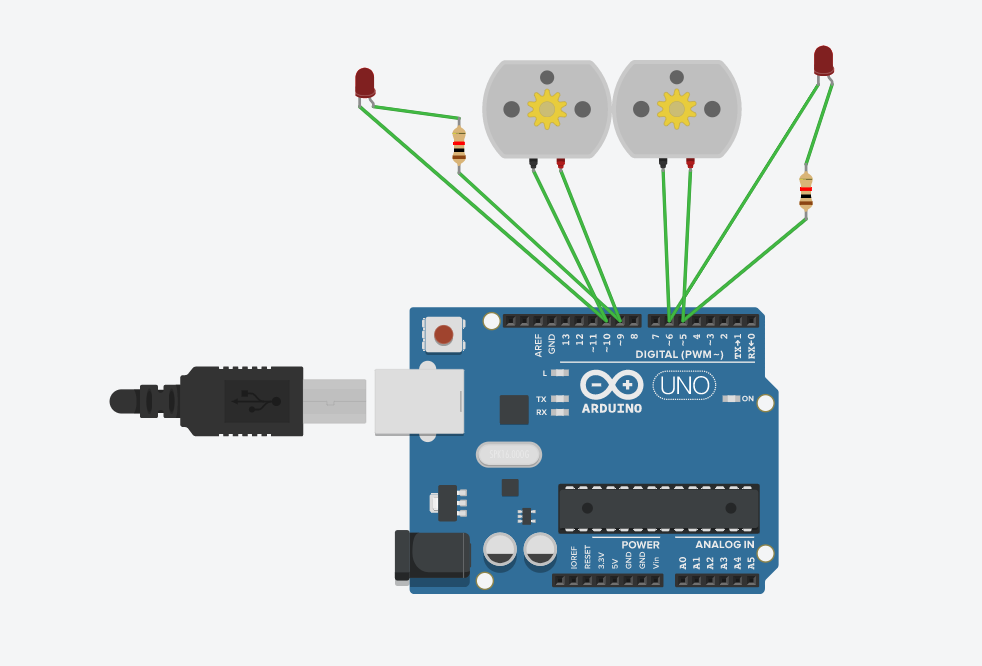 AREF
GND
13
12
~11
~10
~9
8
7
~6
~5
4
~3
2
TX→1
RX←0
DIGITAL (PWM~)
L
TX
RX
ARDUINO
UNO
ON
POWER
ANALOG IN
IOREF
RESET
3.3V
5V
GND
GND
Vin
A0
A1
A2
A3
A4
A5